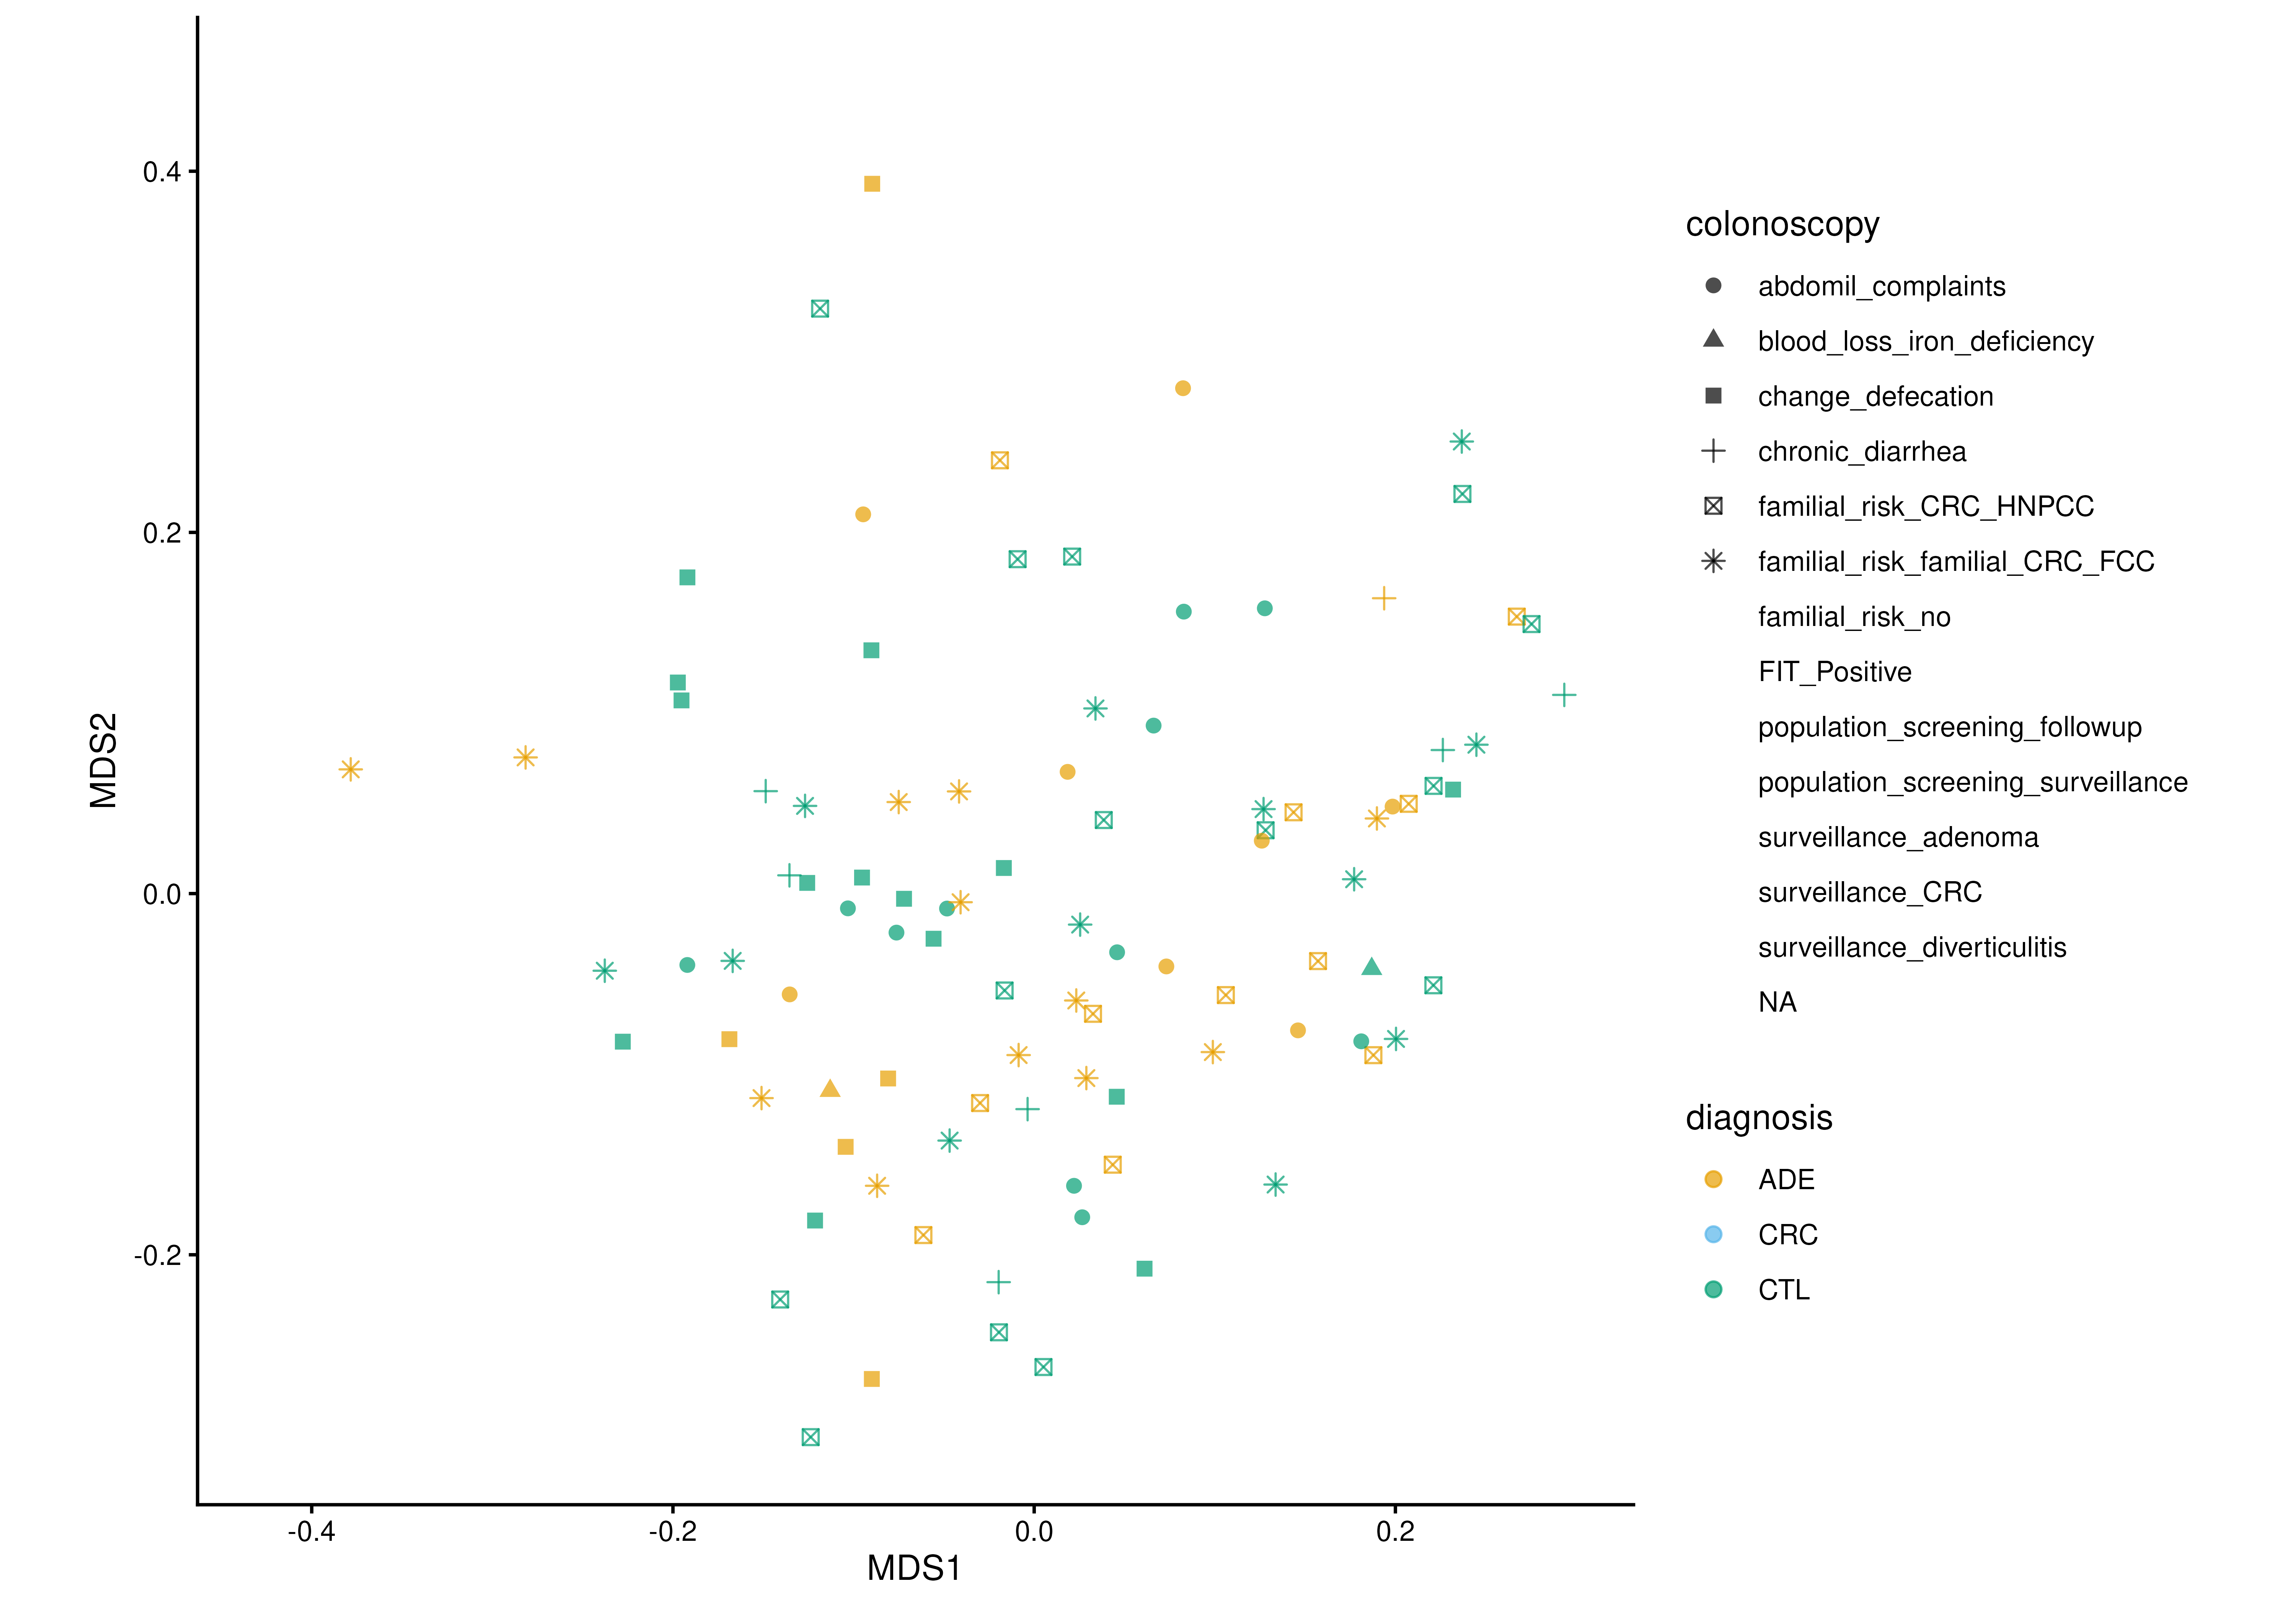 0.4
0.2
0.0
-0.2
MDS2
-0.4
-0.2
0.0
0.2
MDS1
colonoscopy
abdomil_complaints
blood_loss_iron_deficiency
change_defecation
chronic_diarrhea
familial_risk_CRC_HNPCC
familial_risk_familial_CRC_FCC
familial_risk_no
FIT_Positive
population_screening_followup
population_screening_surveillance
surveillance_adenoma
surveillance_CRC
surveillance_diverticulitis
NA
diagnosis
ADE
CRC
CTL